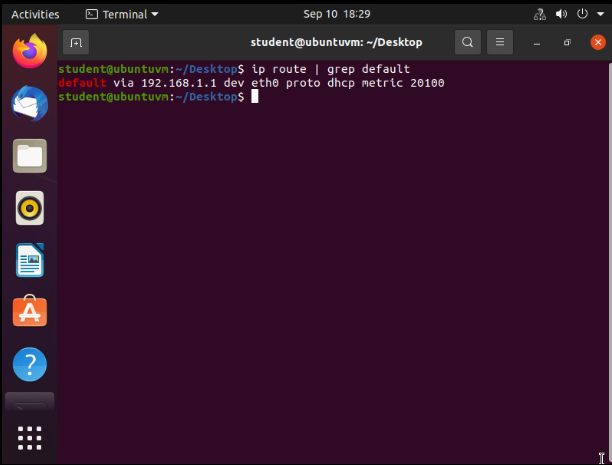 Activities Terminal Sep 10 18:29
student@ubuntuvm: ~/Desktop
student@ubuntuvm:~/Desktop$ ip route | grep default
default via 192.168.1.1 dev eth0 proto dhcp metric 20100
student@ubuntuvm:~/Desktop$